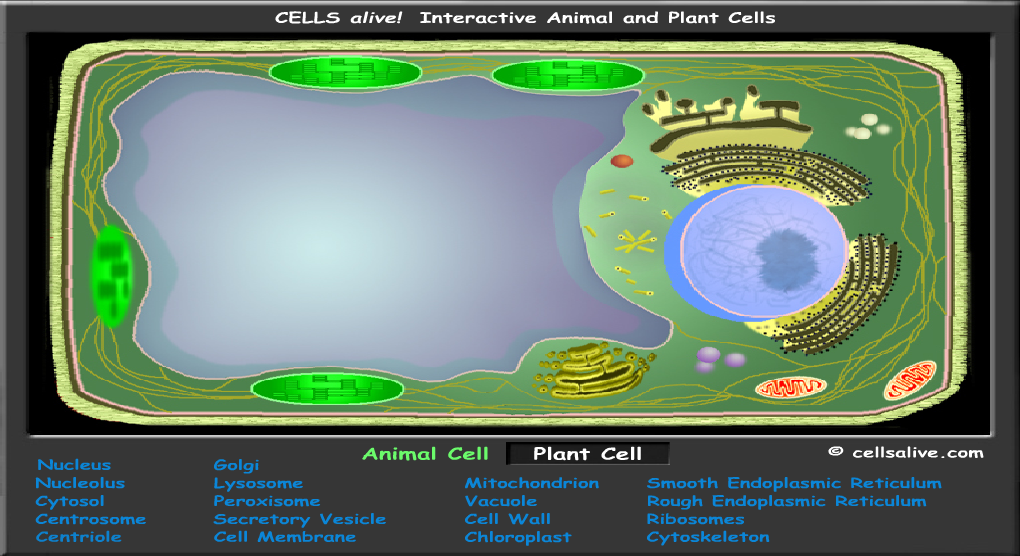 CELLS alive! Interactive Animal and Plant Cells
Animal Cell Plant Cell © cellsalive.com
Nucleus Golgi
Nucleolus Lysosome Mitochondrion Smooth Endoplasmic Reticulum
Cytosol Peroxisome Vacuole Rough Endoplasmic Reticulum
Centrosome Secretory Vesicle Cell Wall Ribosomes
Centriole Cell Membrane Chloroplast Cytoskeleton